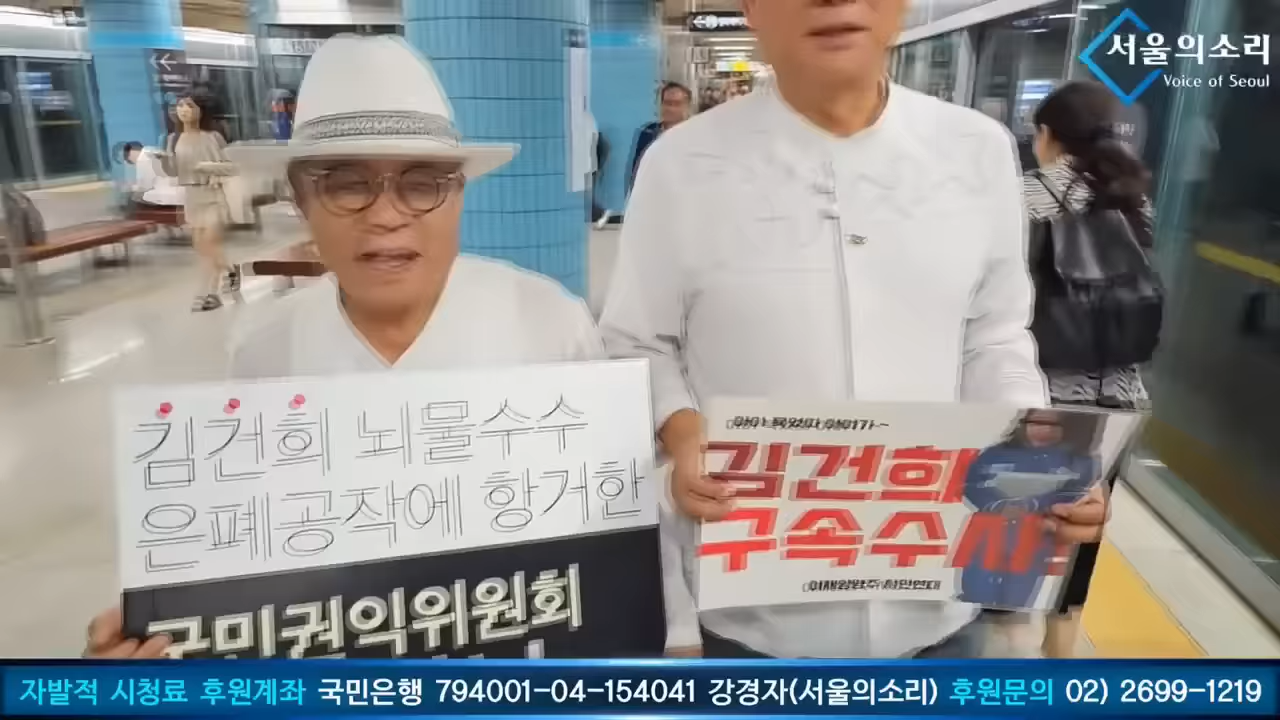 서울의소리
Voice of Seoul
김건희 뇌물수수
은폐공작에 항거한
국민권익위원회
김건희
구속수사
자발적 시청료 후원계좌 국민은행 794001-04-154041 강경자(서울의소리) 후원문의 02) 2699-1219